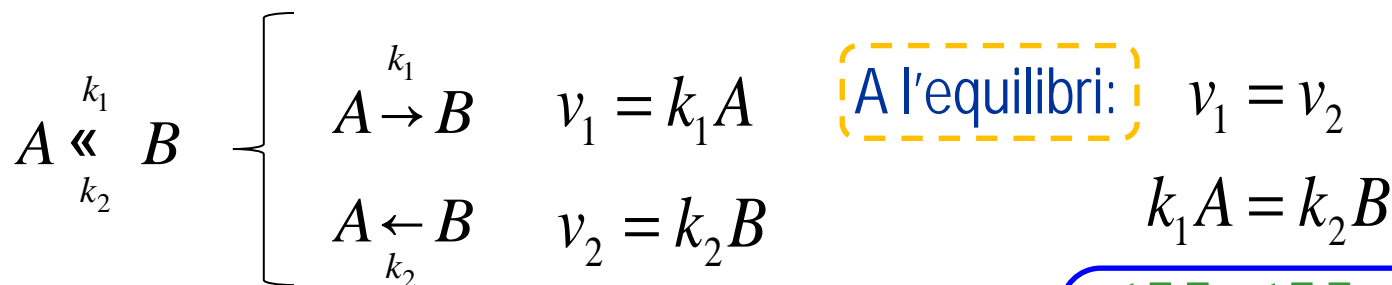 A «  B
k₁
k₂
A → B
k₁
v₁ = k₁A
A ← B
k₂
v₂ = k₂B
A l'equilibri:
v₁ = v₂
k₁A = k₂B